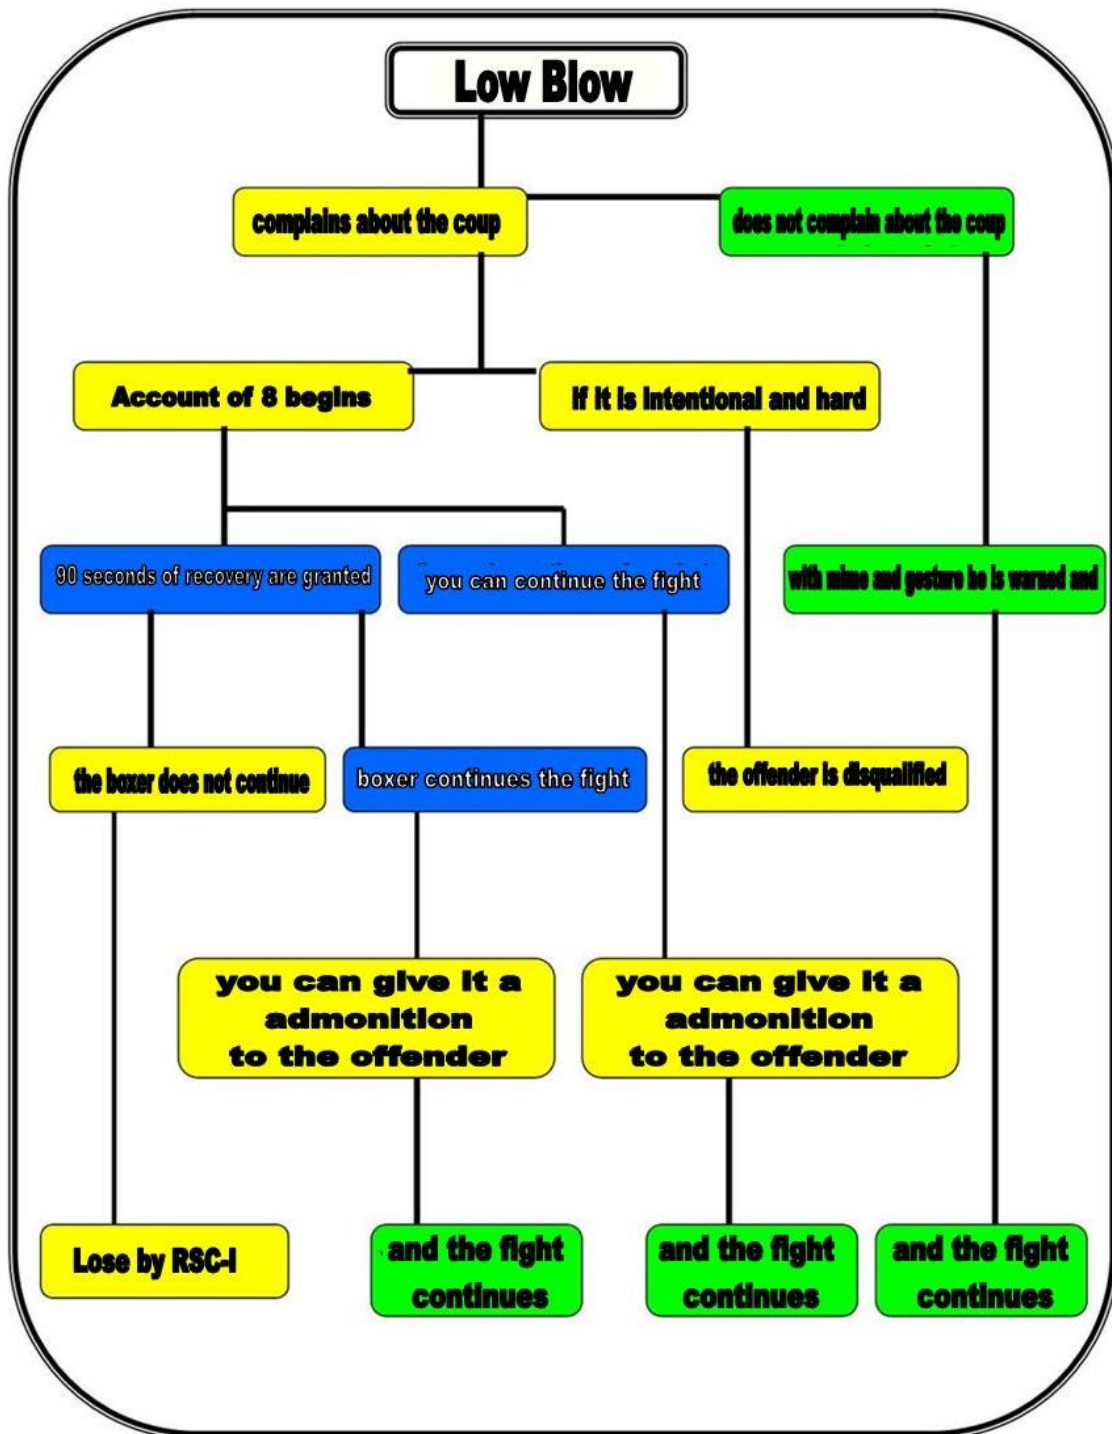 Low Blow
complains about the coup
does not complain about the coup
Account of 8 begins
if it is intentional and hard
90 seconds of recovery are granted
you can continue the fight
with mime and gesture he is warned and
the boxer does not continue
boxer continues the fight
the offender is disqualified
you can give it a
admonition
to the offender
you can give it a
admonition
to the offender
Lose by RSC-I
and the fight
continues
and the fight
continues
and the fight
continues